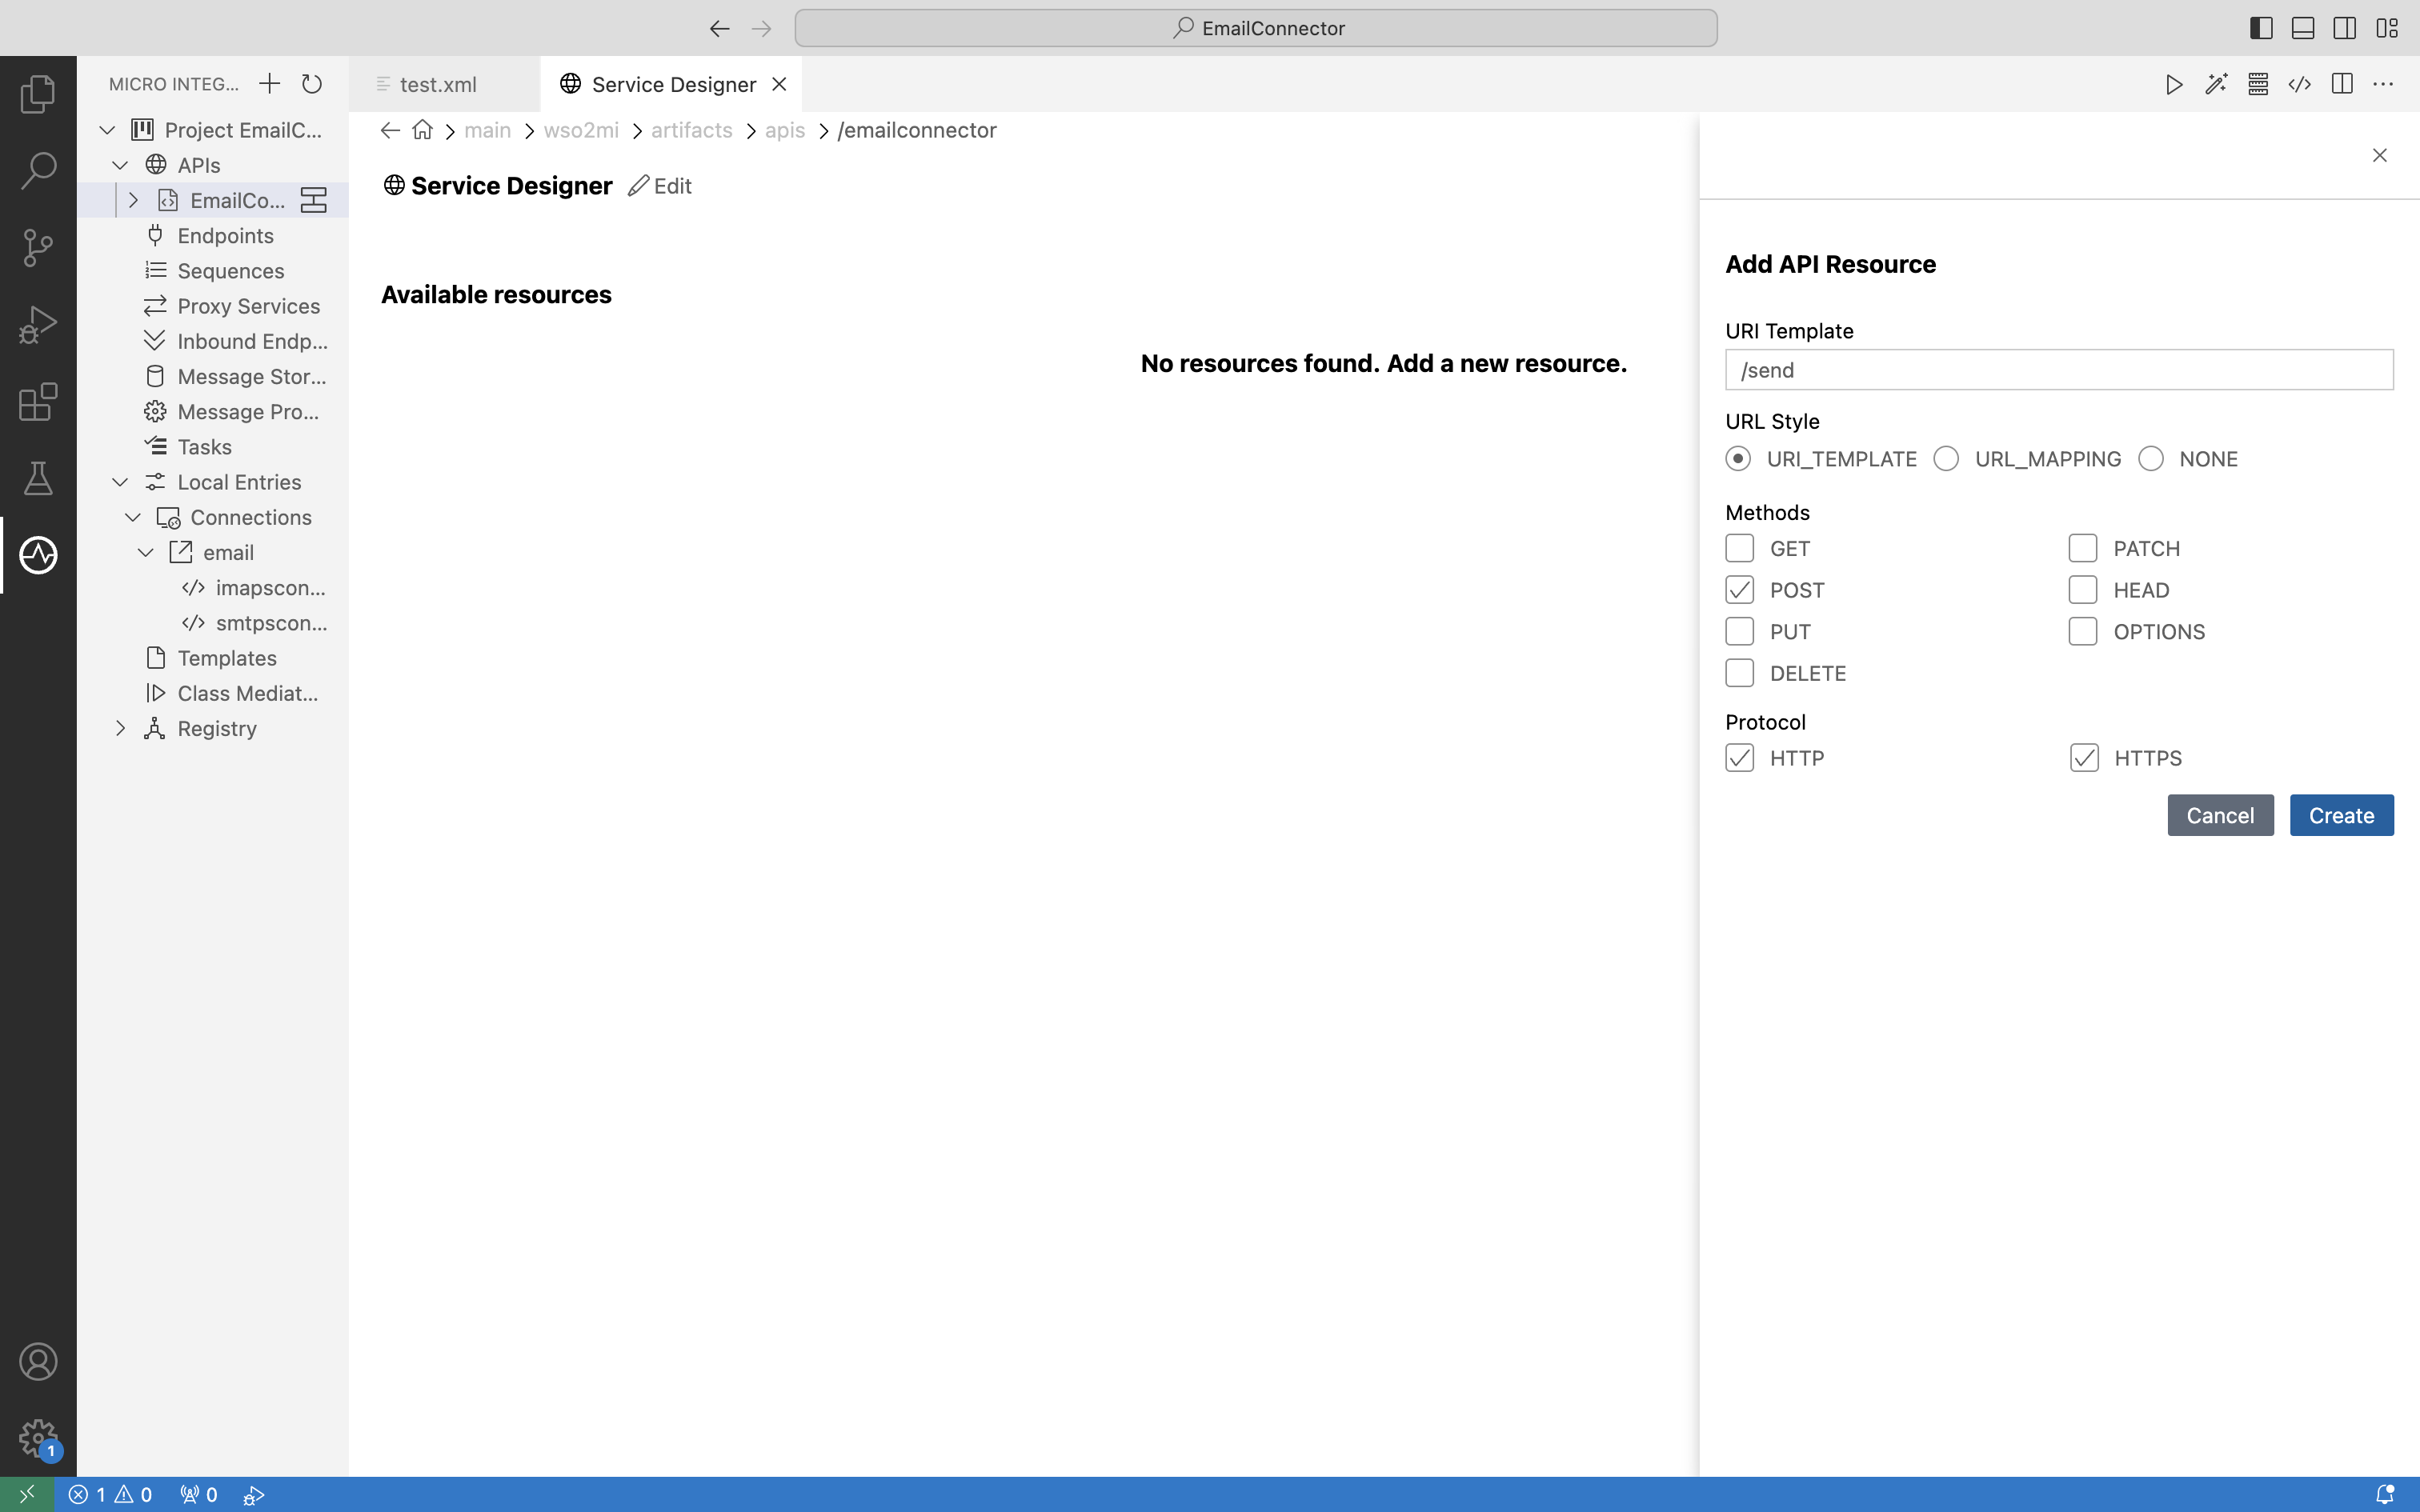 EmailConnector
MICRO INTEG...
test.xml
Service Designer
Project EmailC...
APIs
EmailCo...
Endpoints
Sequences
Proxy Services
Inbound Endp...
Message Stor...
Message Pro...
Tasks
Local Entries
Connections
email
imapscon...
smtpscon...
Templates
Class Mediat...
Registry
main
wso2mi
artifacts
apis
/emailconnector
Service Designer
Edit
Available resources
No resources found. Add a new resource.
Add API Resource
URI Template
/send
URL Style
URI_TEMPLATE
URL_MAPPING
NONE
Methods
GET
PATCH
POST
HEAD
PUT
OPTIONS
DELETE
Protocol
HTTP
HTTPS
Cancel
Create
1
1
0
0